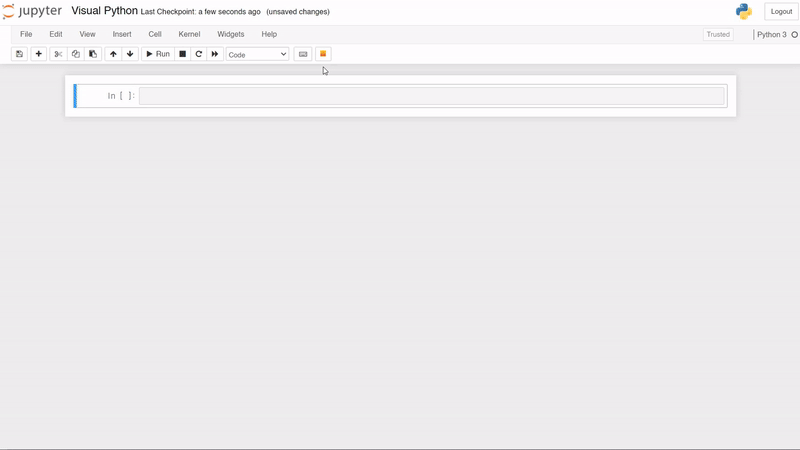 jupyter Visual Python Last Checkpoint: a few seconds ago (unsaved changes) Logout
File Edit View Insert Cell Kernel Widgets Help Trusted Python 3
Run Code
In [ ]: